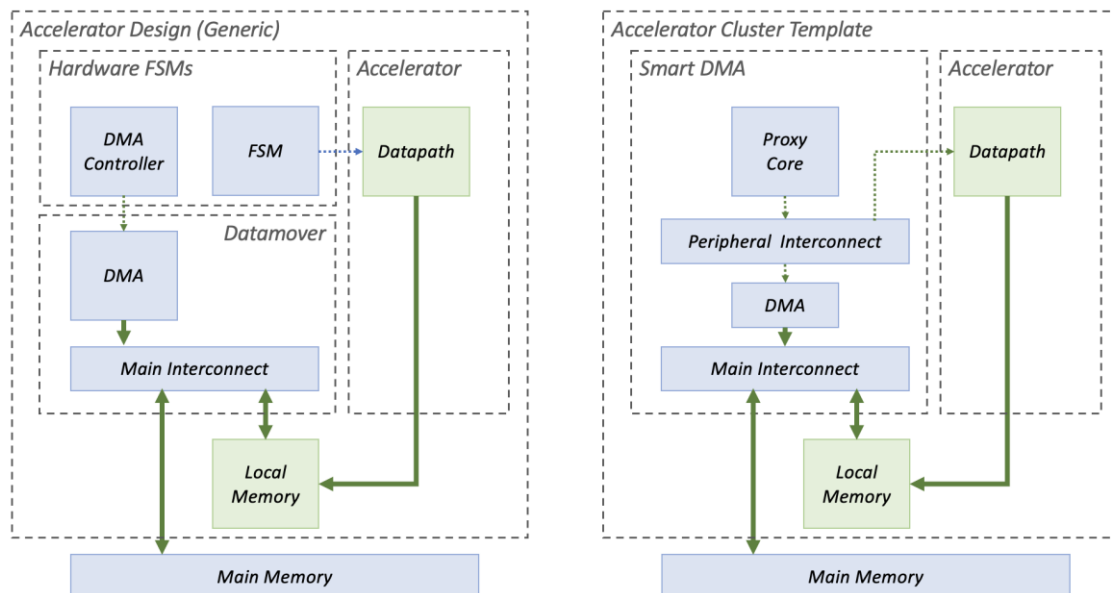 Accelerator Design (Generic)
Hardware FSMs
Accelerator
DMA
Controller
FSM
Datapath
Datamover
DMA
Main Interconnect
Local
Memory
Main Memory
Accelerator Cluster Template
Smart DMA
Accelerator
Proxy
Core
Datapath
Peripheral Interconnect
DMA
Main Interconnect
Local
Memory
Main Memory